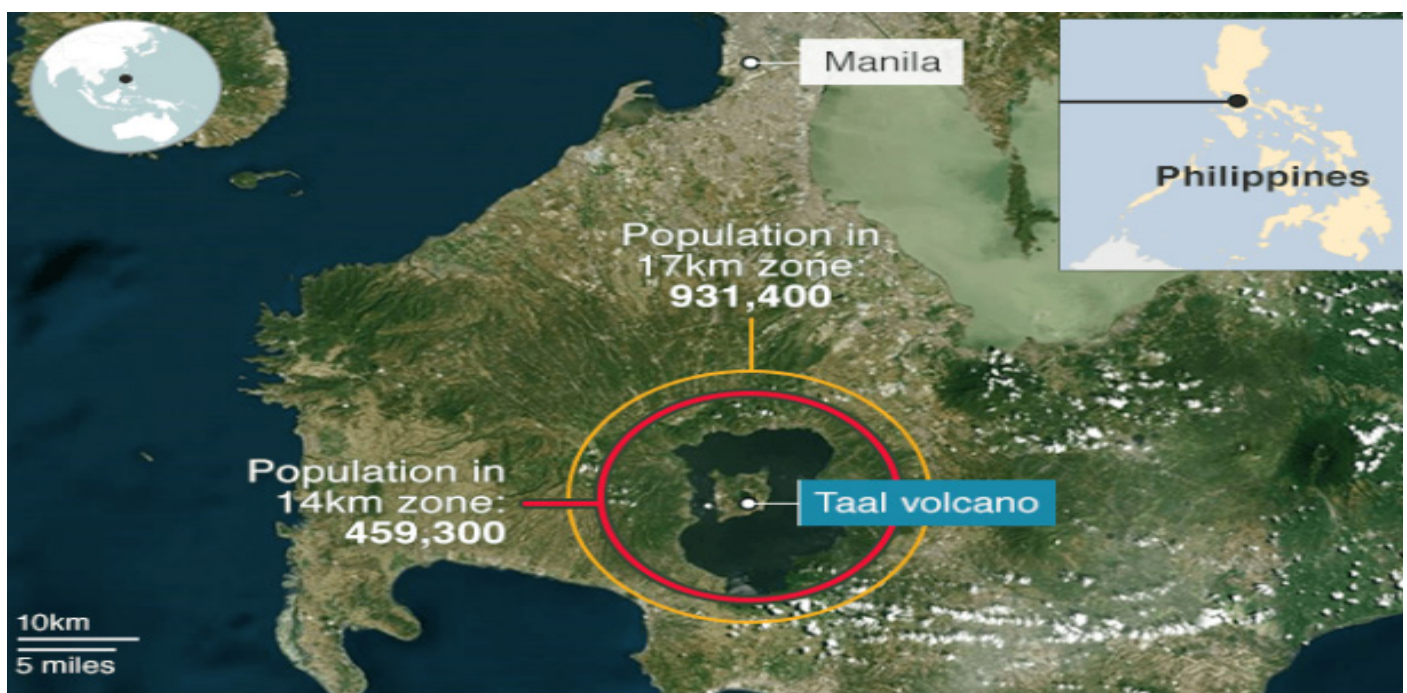 Manila
Philippines
Population in
17km zone:
931,400
Population in
14km zone:
459,300
Taal volcano
10km
5 miles